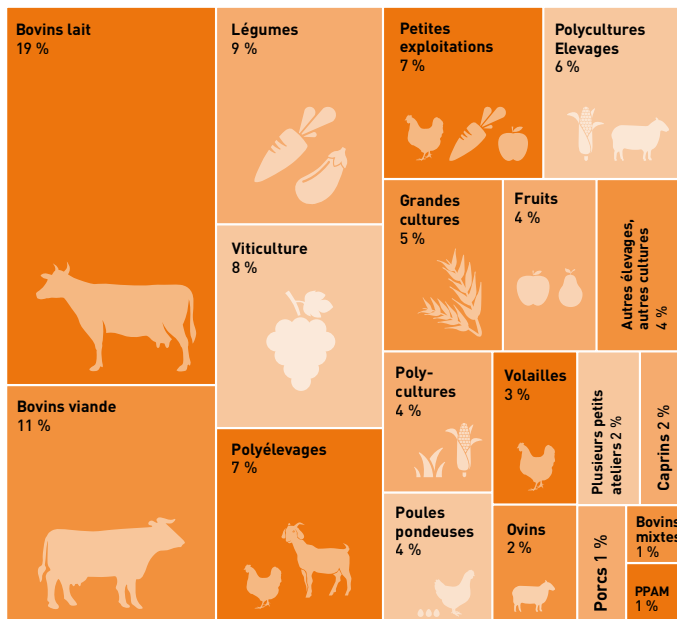 Bovins lait
19 %
Bovins viande
11 %
Légumes
9 %
Viticulture
8 %
Polyélevages
7 %
Petites
exploitations
7 %
Polycultures
Elevages
6 %
Grandes
cultures
5 %
Fruits
4 %
Autres élevages,
autres cultures
4 %
Poly-
cultures
4 %
Volailles
3 %
Plusieurs petits
ateliers 2 %
Caprins 2 %
Poules
pondeuses
4 %
Ovins
2 %
Porcs 1 %
Bovins
mixtes
1 %
PPAM
1 %